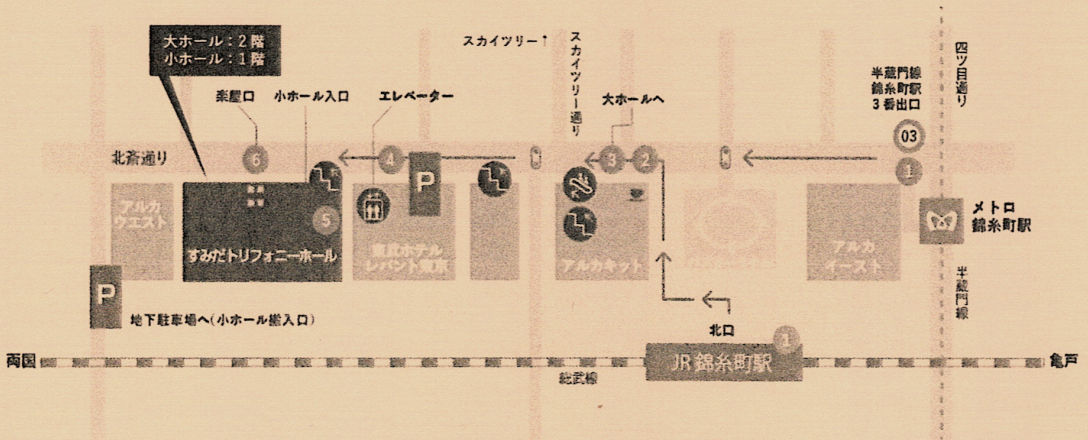 大ホール：2階
小ホール：1階
スカイツリー↑
スカイツリー通り
四ツ目通り
半蔵門線
錦糸町駅
3番出口
楽屋口
小ホール入口
エレベーター
大ホールへ
03
北斎通り
6
4
3
2
1
P
アルカ
ウエスト
5
すみだトリフォニーホール
東武ホテル
レバント東京
アルカキット
アルカ
イースト
メトロ
錦糸町駅
半蔵門線
P
地下駐車場へ(小ホール搬入口)
北口
1
両国
JR錦糸町駅
亀戸
総武線